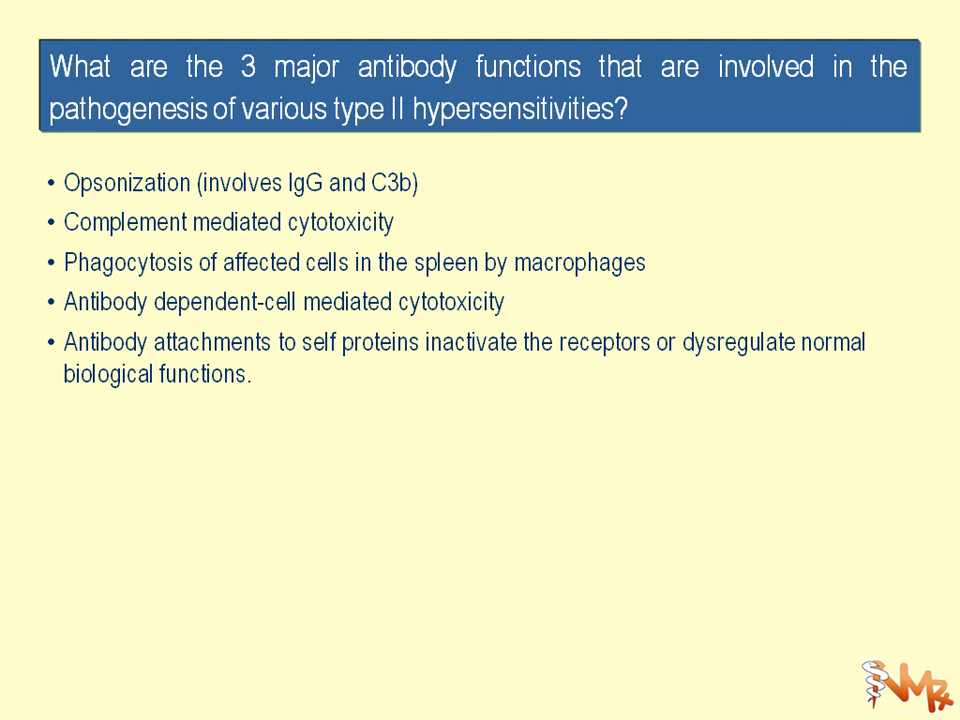 What are the 3 major antibody functions that are involved in the
pathogenesis of various type II hypersensitivities?
• Opsonization (involves IgG and C3b)
• Complement mediated cytotoxicity
• Phagocytosis of affected cells in the spleen by macrophages
• Antibody dependent-cell mediated cytotoxicity
• Antibody attachments to self proteins inactivate the receptors or dysregulate normal
biological functions.